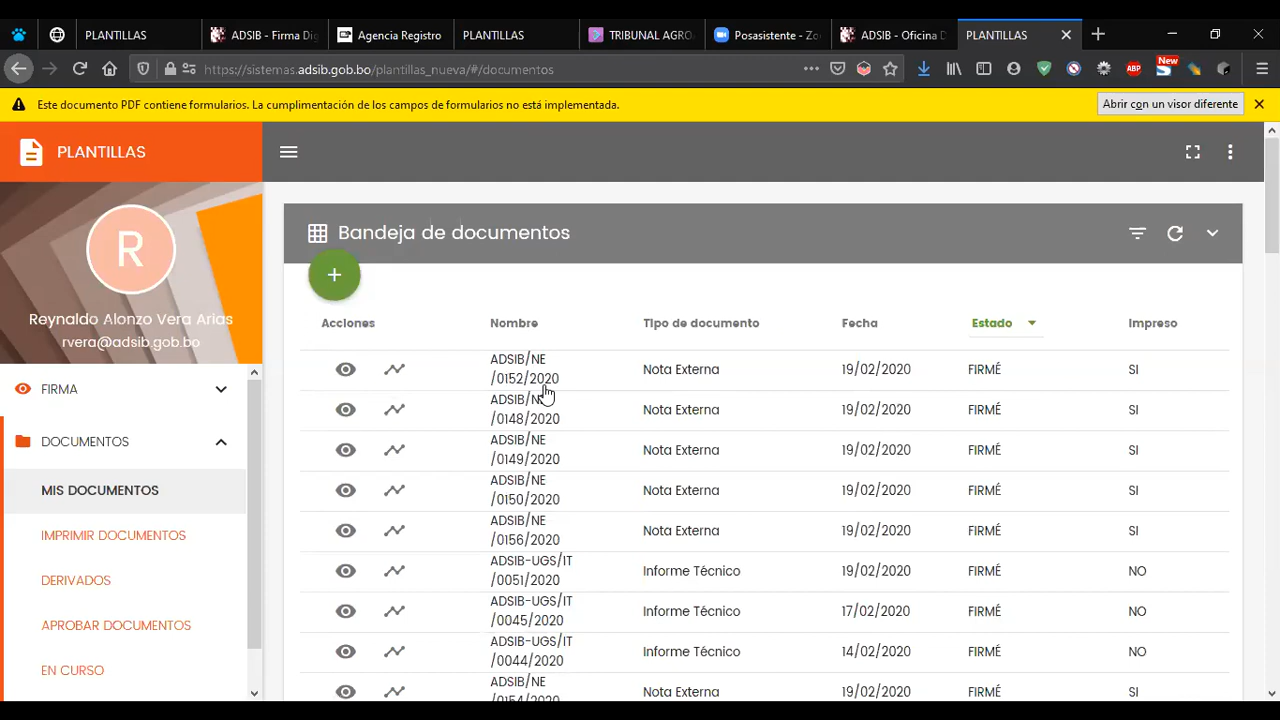 PLANTILLAS
ADSIB - Firma Dig
Agencia Registro
PLANTILLAS
TRIBUNAL AGRO
Posasistente - Zo
ADSIB - Oficina D
PLANTILLAS
https://sistemas.adsib.gob.bo/plantillas_nueva/#/documentos
ABP
New
S
Este documento PDF contiene formularios. La cumplimentación de los campos de formularios no está implementada.
Abrir con un visor diferente
PLANTILLAS
R
Reynaldo Alonzo Vera Arias
rvera@adsib.gob.bo
FIRMA
DOCUMENTOS
MIS DOCUMENTOS
IMPRIMIR DOCUMENTOS
DERIVADOS
APROBAR DOCUMENTOS
EN CURSO
Bandeja de documentos
+
Acciones Nombre Tipo de documento Fecha Estado Impreso
ADSIB/NE
/0152/2020 Nota Externa 19/02/2020 FIRMÉ SI
ADSIB/NE
/0148/2020 Nota Externa 19/02/2020 FIRMÉ SI
ADSIB/NE
/0149/2020 Nota Externa 19/02/2020 FIRMÉ SI
ADSIB/NE
/0150/2020 Nota Externa 19/02/2020 FIRMÉ SI
ADSIB/NE
/0156/2020 Nota Externa 19/02/2020 FIRMÉ SI
ADSIB-UGS/IT
/0051/2020 Informe Técnico 19/02/2020 FIRMÉ NO
ADSIB-UGS/IT
/0045/2020 Informe Técnico 17/02/2020 FIRMÉ NO
ADSIB-UGS/IT
/0044/2020 Informe Técnico 14/02/2020 FIRMÉ NO
ADSIB/NE
/0154/2020 Nota Externa 19/02/2020 FIRMÉ SI